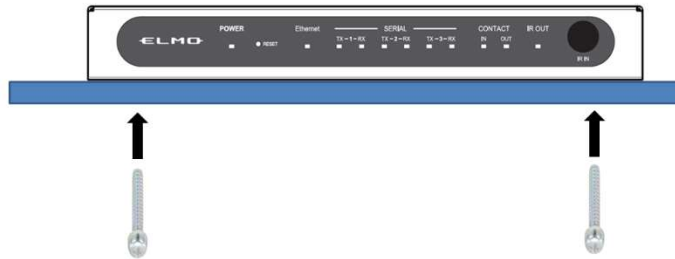 ELMO
POWER
RESET
Ethernet
SERIAL
TX-1-RX TX-2-RX TX-3-RX
CONTACT
IN OUT
IR OUT
IR IN